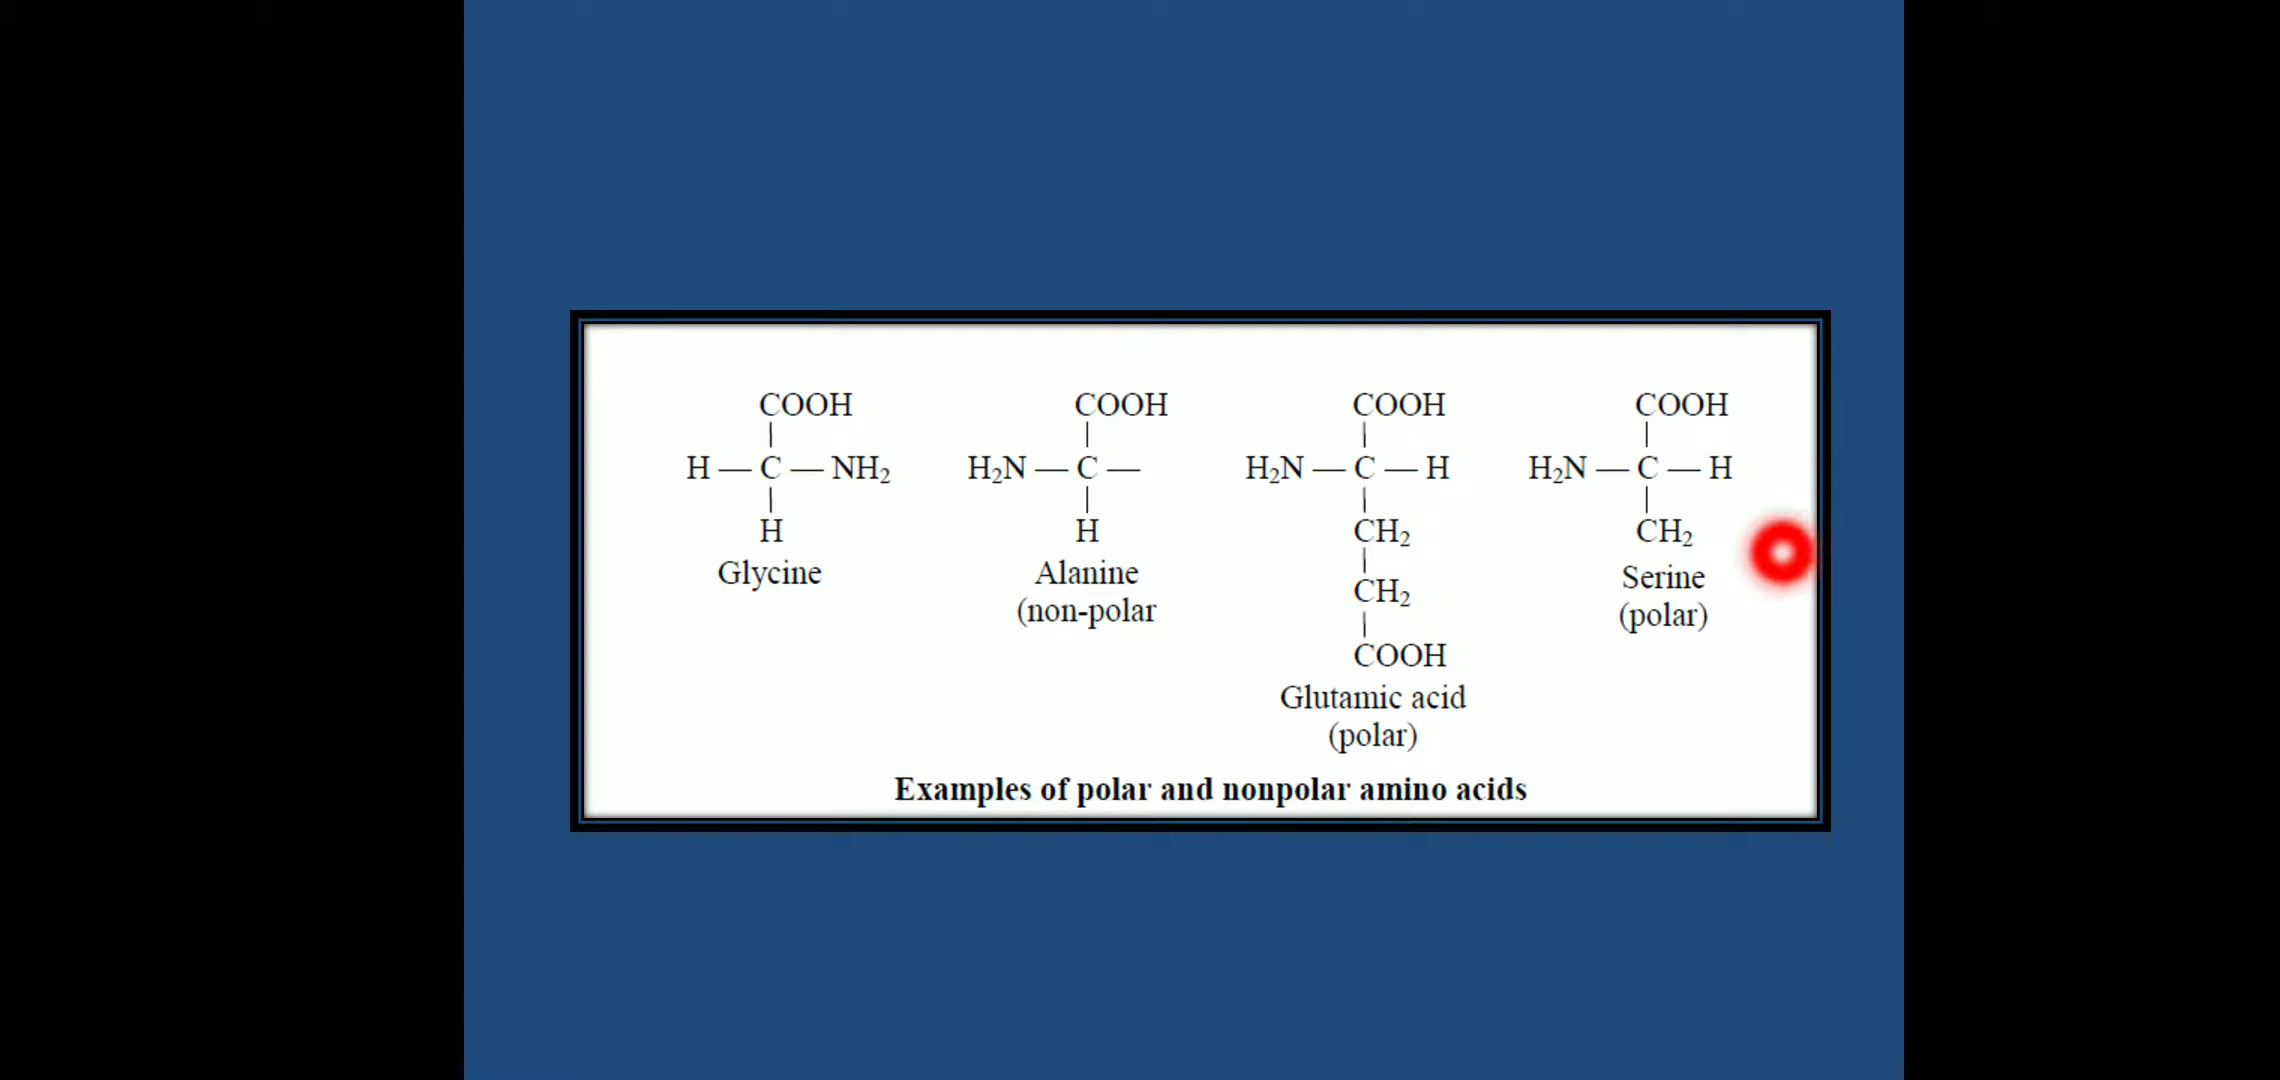 COOH COOH COOH COOH
H — C — NH₂ H₂N — C — H₂N — C — H H₂N — C — H
H H CH₂ CH₂
Glycine Alanine Serine
(non-polar CH₂ (polar)
COOH
Glutamic acid
(polar)
Examples of polar and nonpolar amino acids